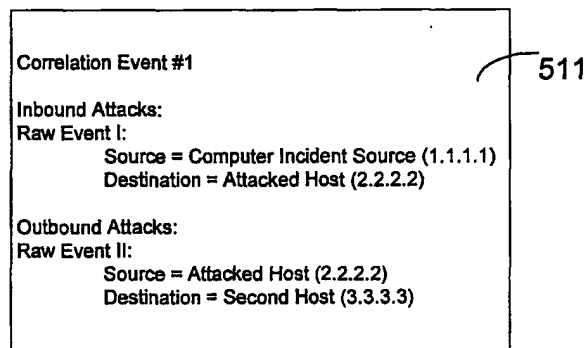 Correlation Event #1
511
Inbound Attacks:
Raw Event I:
Source = Computer Incident Source (1.1.1.1)
Destination = Attacked Host (2.2.2.2)
Outbound Attacks:
Raw Event II:
Source = Attacked Host (2.2.2.2)
Destination = Second Host (3.3.3.3)